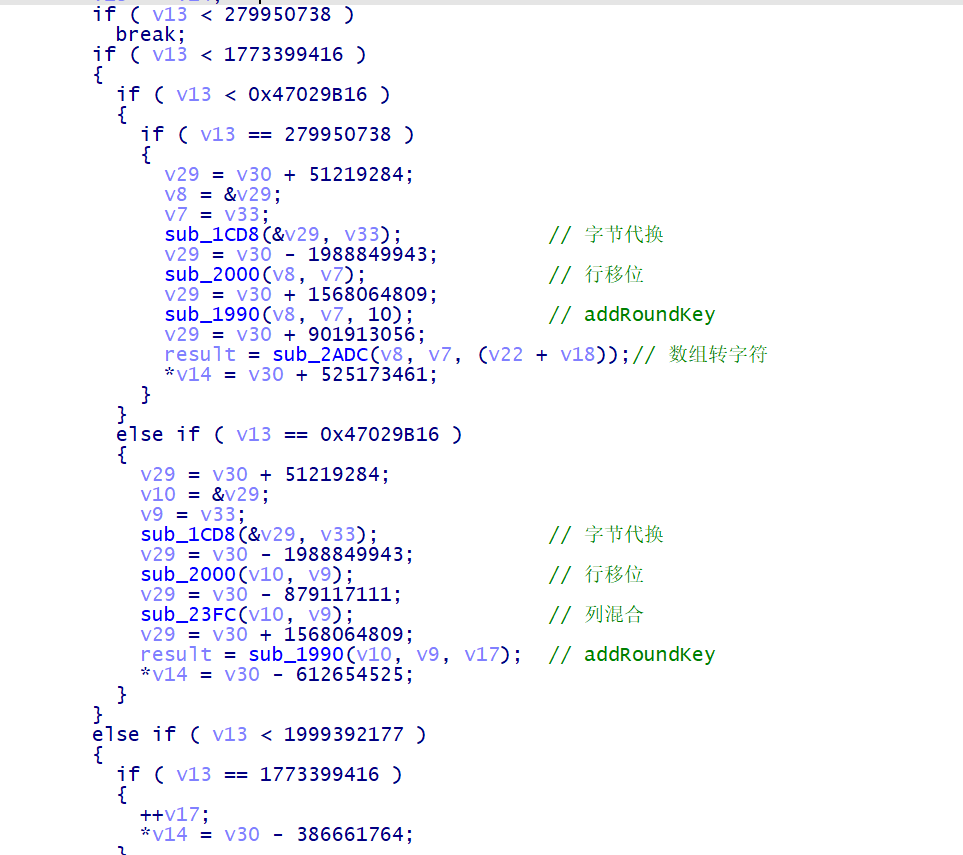 if ( v13 < 279950738 )
break;
if ( v13 < 1773399416 )
{
if ( v13 < 0x47029B16 )
{
if ( v13 == 279950738 )
{
v29 = v30 + 51219284;
v8 = &v29;
v7 = v33;
sub_1CD8(&v29, v33); // 字节代换
v29 = v30 - 1988849943;
sub_2000(v8, v7); // 行移位
v29 = v30 + 1568064809;
sub_1990(v8, v7, 10); // addRoundKey
v29 = v30 + 901913056;
result = sub_2ADC(v8, v7, (v22 + v18));// 数组转字符
*v14 = v30 + 525173461;
}
}
else if ( v13 == 0x47029B16 )
{
v29 = v30 + 51219284;
v10 = &v29;
v9 = v33;
sub_1CD8(&v29, v33); // 字节代换
v29 = v30 - 1988849943;
sub_2000(v10, v9); // 行移位
v29 = v30 - 879117111;
sub_23FC(v10, v9); // 列混合
v29 = v30 + 1568064809;
result = sub_1990(v10, v9, v17); // addRoundKey
*v14 = v30 - 612654525;
}
}
else if ( v13 < 1999392177 )
{
if ( v13 == 1773399416 )
{
++v17;
*v14 = v30 - 386661764;
}